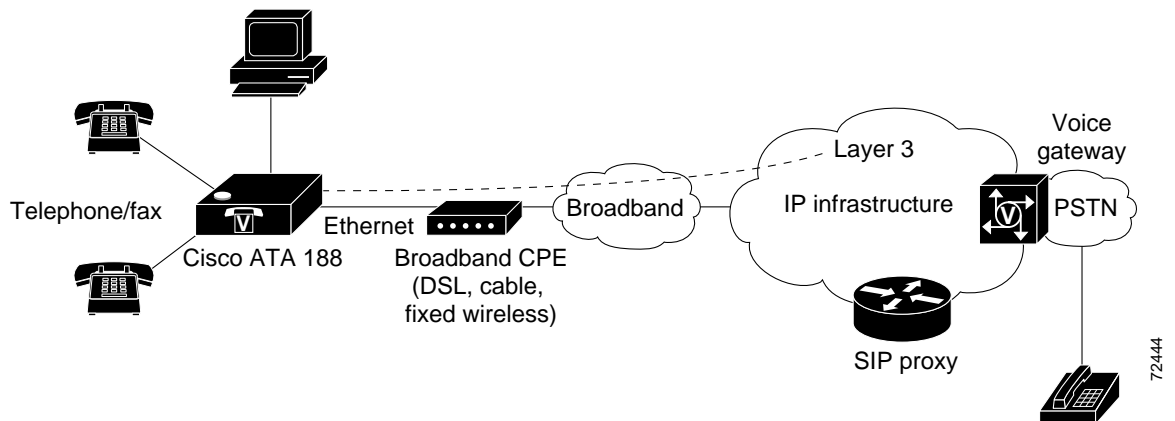 Telephone/fax
Cisco ATA 188
Ethernet
Broadband CPE
(DSL, cable,
fixed wireless)
Broadband
Layer 3
IP infrastructure
SIP proxy
Voice
gateway
V
V
PSTN
72444